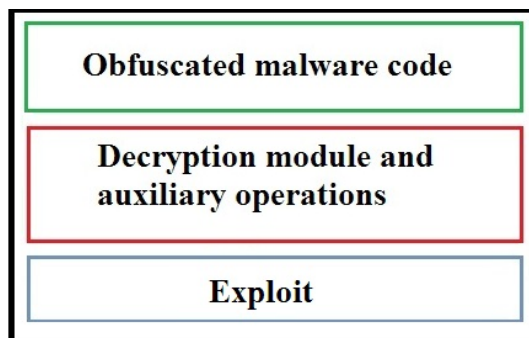 Obfuscated malware code
Decryption module and
auxiliary operations
Exploit